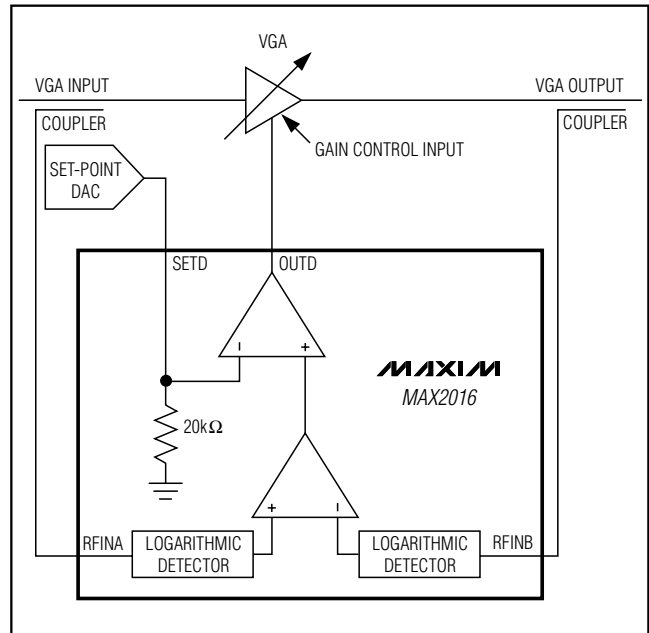 VGA
VGA INPUT
VGA OUTPUT
COUPLER
COUPLER
GAIN CONTROL INPUT
SET-POINT
DAC
SETD
OUTD
– +
MAXIM
MAX2016
20kΩ
+ –
RFINA
LOGARITHMIC
DETECTOR
LOGARITHMIC
DETECTOR
RFINB